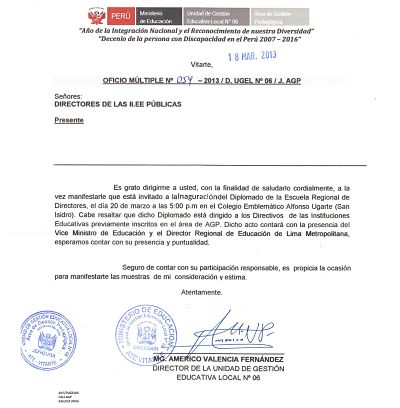 PERÚ Ministerio de Educación Unidad de Gestión Educativa Local Nº 06 Área de Gestión Pedagógica
"Año de la Integración Nacional y el Reconocimiento de nuestra Diversidad"
"Decenio de la persona con Discapacidad en el Perú 2007 – 2016"
Vitarte, 18 MAR. 2013
OFICIO MÚLTIPLE Nº 054 – 2013 / D. UGEL Nº 06 / J. AGP
Señores:
DIRECTORES DE LAS II.EE PÚBLICAS
Presente
Es grato dirigirme a usted, con la finalidad de saludarlo cordialmente, a
la vez manifestarle que está invitado a laInaguracióndel Diplomado de la Escuela Regional de
Directores, el día 20 de marzo a las 5:00 p.m en el Colegio Emblemático Alfonso Ugarte (San
Isidro). Cabe resaltar que dicho Diplomado está dirigido a los Directivos de las Instituciones
Educativas previamente inscritos en el área de AGP. Dicho acto contará con la presencia del
Vice Ministro de Educación y el Director Regional de Educación de Lima Metropolitana,
esperamos contar con su presencia y puntualidad.
Seguro de contar con su participación responsable, es propicia la ocasión
para manifestarle las muestras de mi consideración y estima.
Atentamente.
MINISTERIO DE EDUCACION
DIRECCION
ATE VITARTE
JEFATURA
MG. AMERICO VALENCIA FERNÁNDEZ
DIRECTOR DE LA UNIDAD DE GESTIÓN
EDUCATIVA LOCAL Nº 06